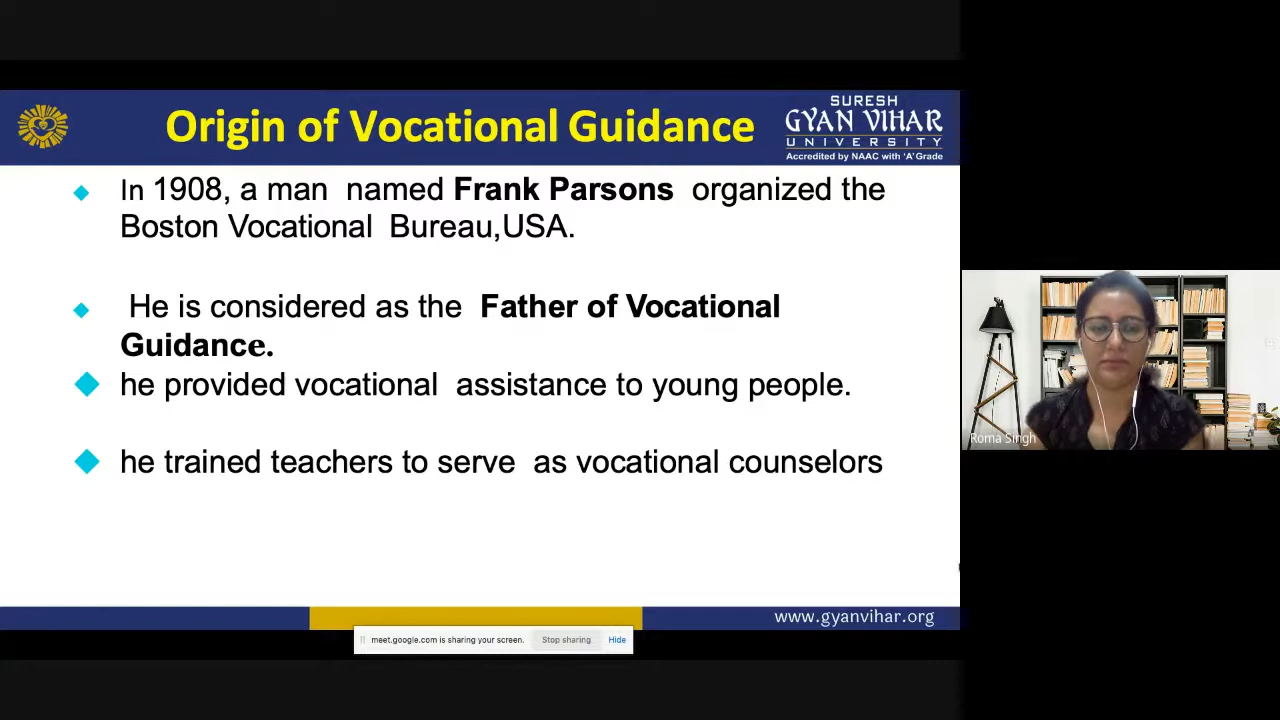 Origin of Vocational Guidance
SURESH
GYAN VIHAR
UNIVERSITY
Accredited by NAAC with 'A' Grade
In 1908, a man named Frank Parsons organized the
Boston Vocational Bureau,USA.
He is considered as the Father of Vocational
Guidance.
he provided vocational assistance to young people.
he trained teachers to serve as vocational counselors
Roma Singh
www.gyanvihar.org
meet.google.com is sharing your screen. Stop sharing Hide